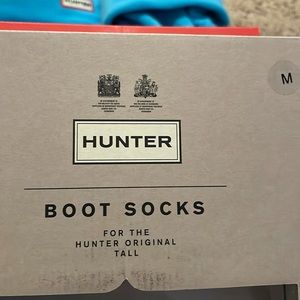 M
HUNTER
BOOT SOCKS
FOR THE
HUNTER ORIGINAL
TALL